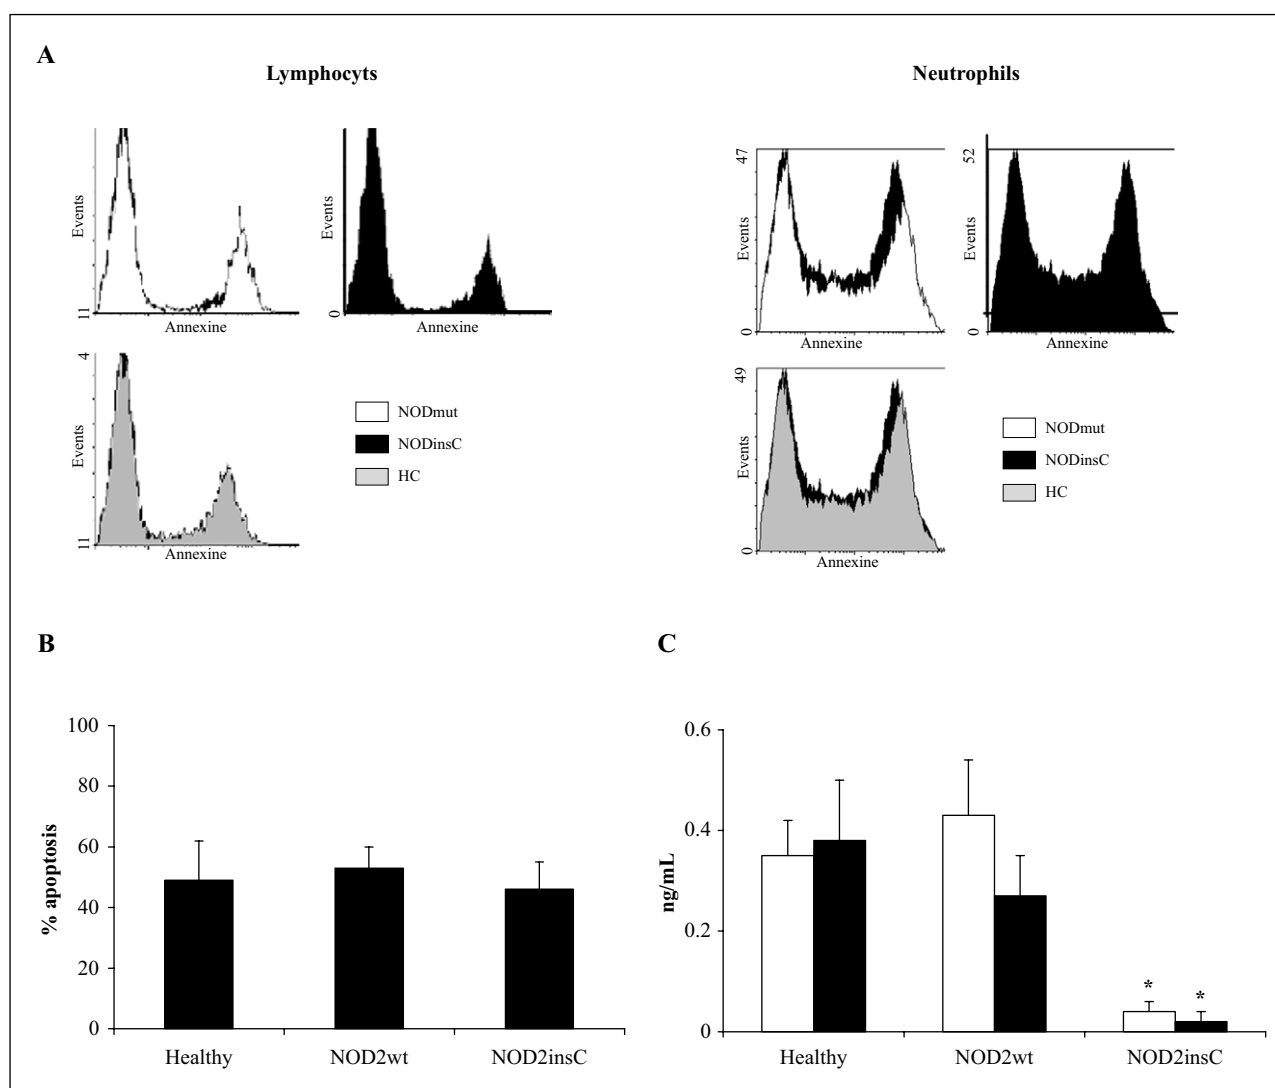 A
Lymphocyts
Neutrophils
Events
11
Annexine
Events
0
Annexine
4
Events
11
Annexine
NODmut
NODinsC
HC
47
Events
0
Annexine
52
Events
0
Annexine
49
Events
0
Annexine
NODmut
NODinsC
HC
B
% apoptosis
100
80
60
40
20
0
Healthy
NOD2wt
NOD2insC
C
ng/mL
0.6
0.4
0.2
0
* *
Healthy
NOD2wt
NOD2insC